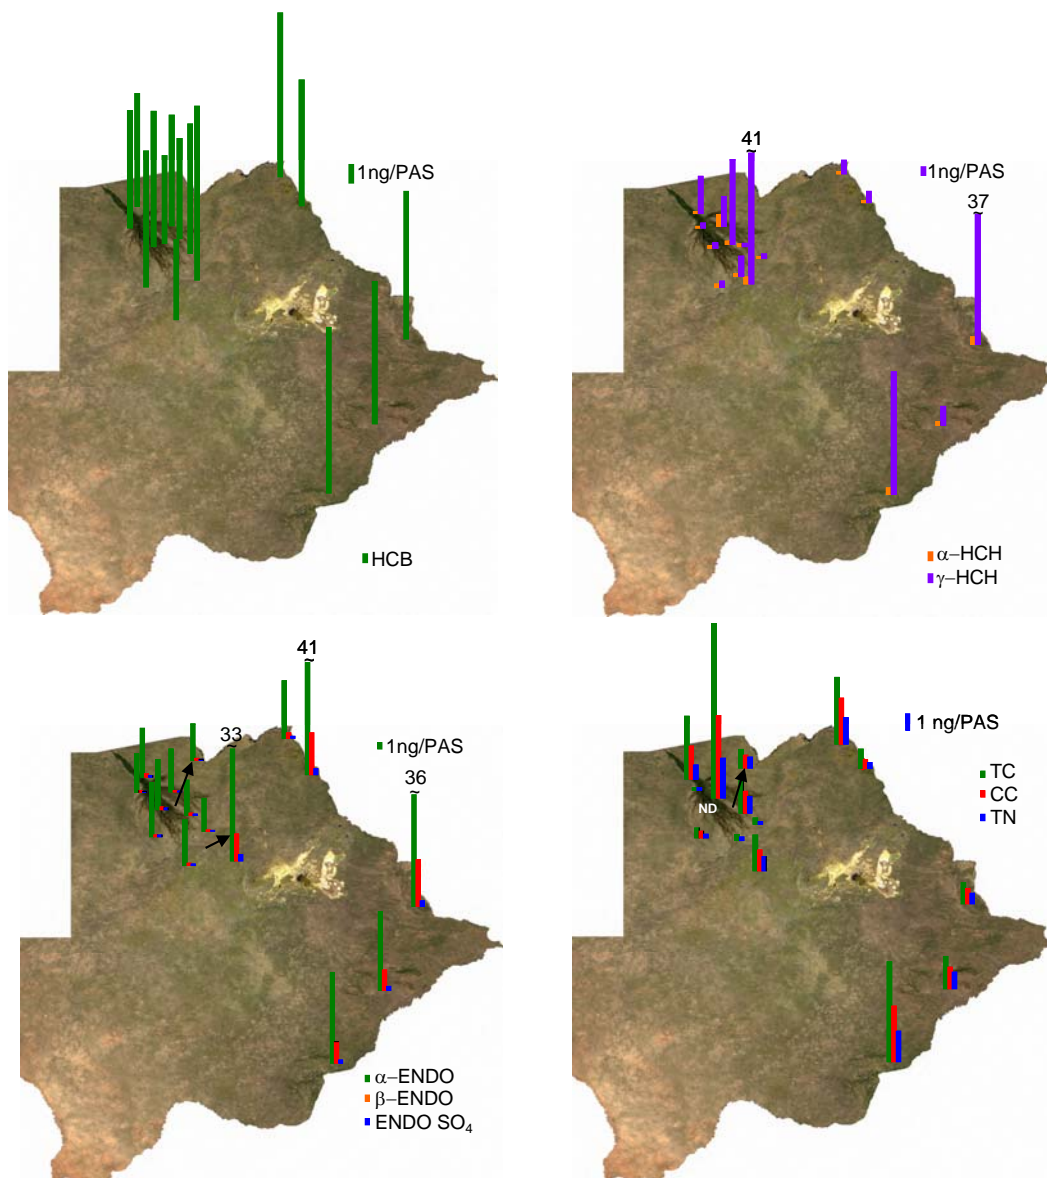 1ng/PAS
HCB
41
~
1ng/PAS
37
~
α−HCH
γ−HCH
41
~
33
~
1ng/PAS
36
~
α−ENDO
β−ENDO
ENDO SO₄
1 ng/PAS
TC
CC
TN
ND